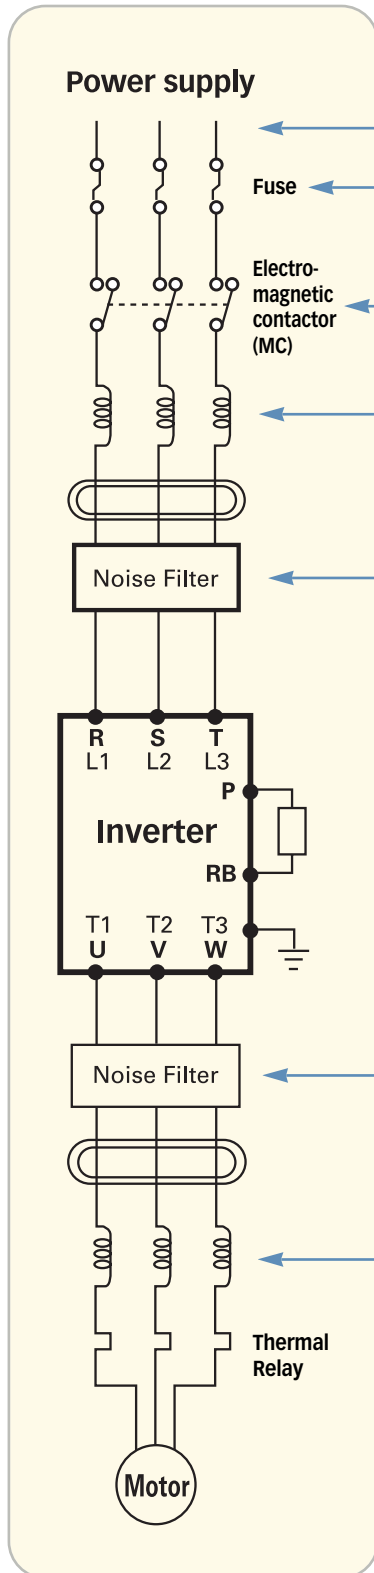 Power supply
Fuse
Electro-
magnetic
contactor
(MC)
Noise Filter
R S T
L1 L2 L3
P
Inverter
RB
T1 T2 T3
U V W
Noise Filter
Thermal
Relay
Motor